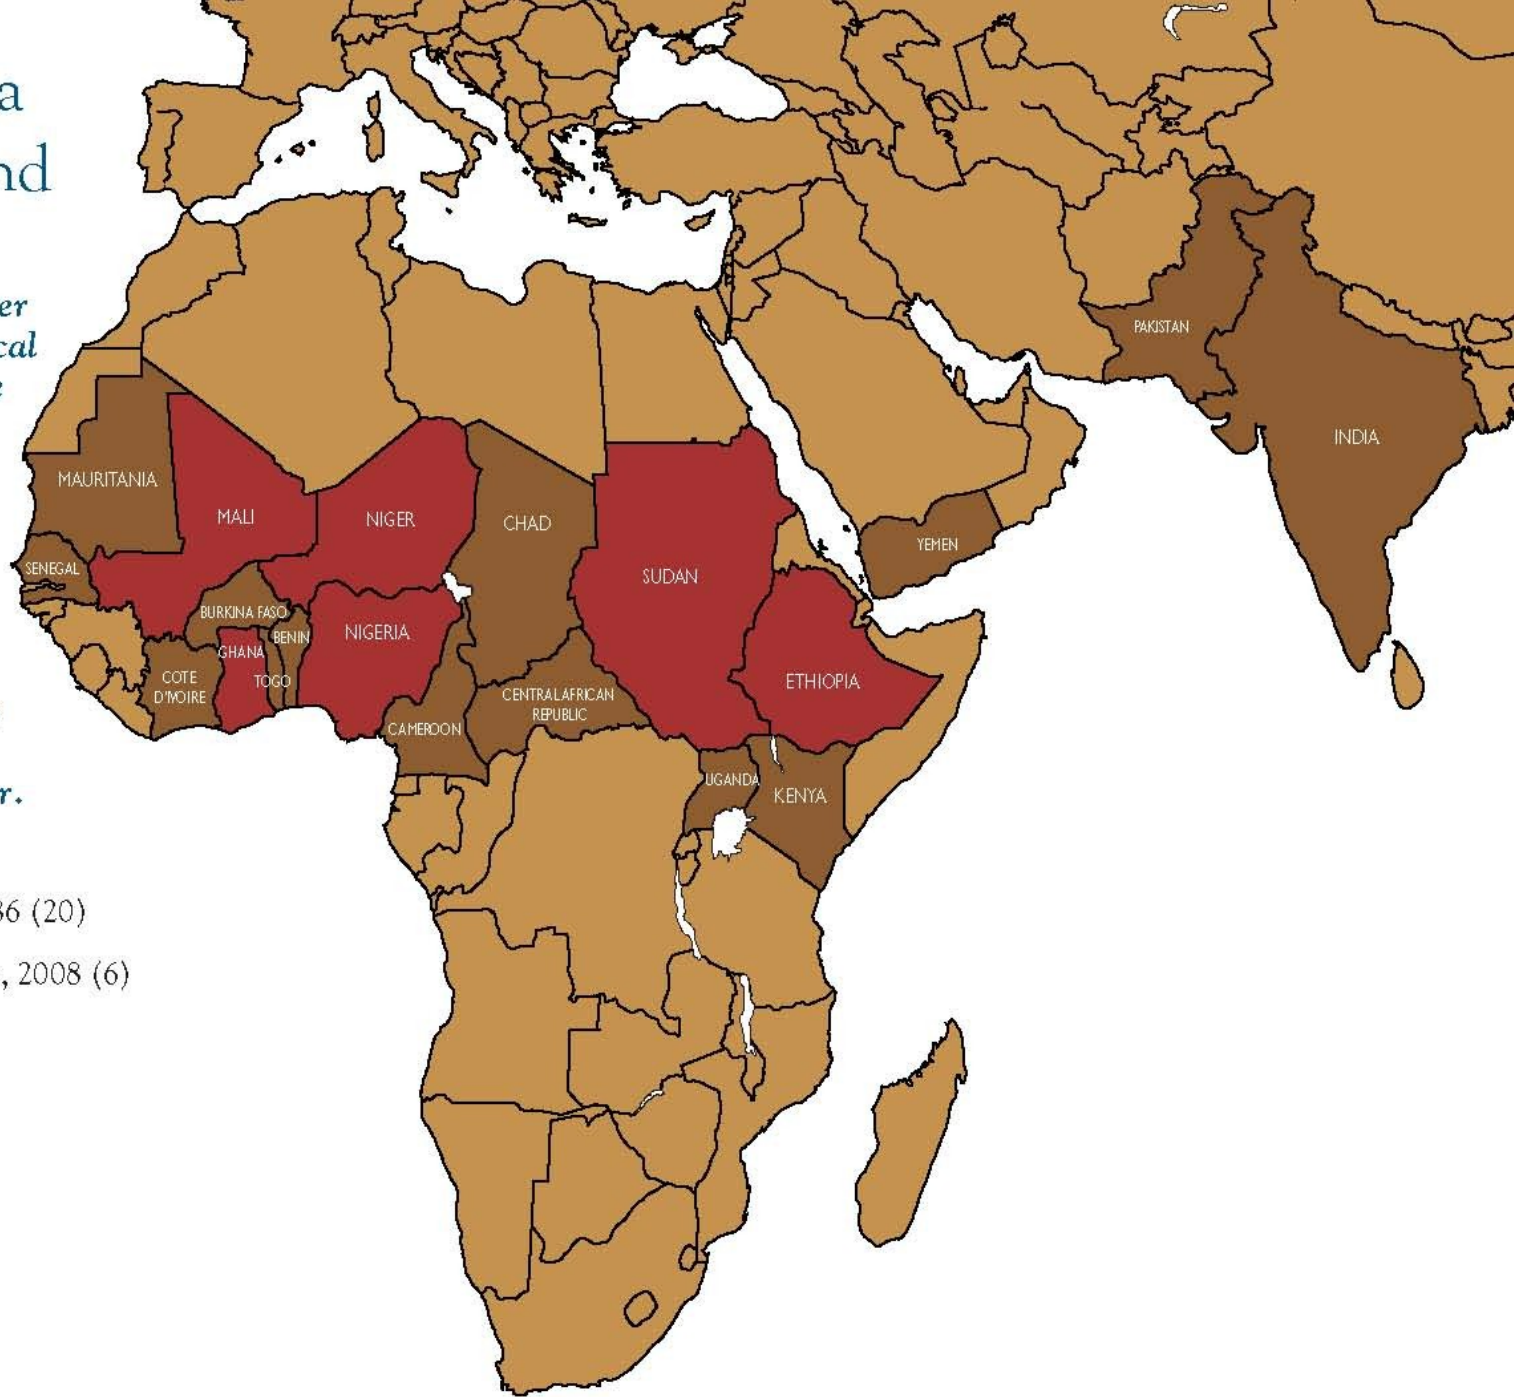 a
nd
er
cal
e
r.
36 (20)
, 2008 (6)
PAKISTAN
INDIA
MAURITANIA
MALI
NIGER
CHAD
YEMEN
SENEGAL
SUDAN
BURKINA FASO
BENIN
NIGERIA
GHANA
TOGO
COTE
D'IVOIRE
ETHIOPIA
CENTRAL AFRICAN
REPUBLIC
CAMEROON
UGANDA
KENYA